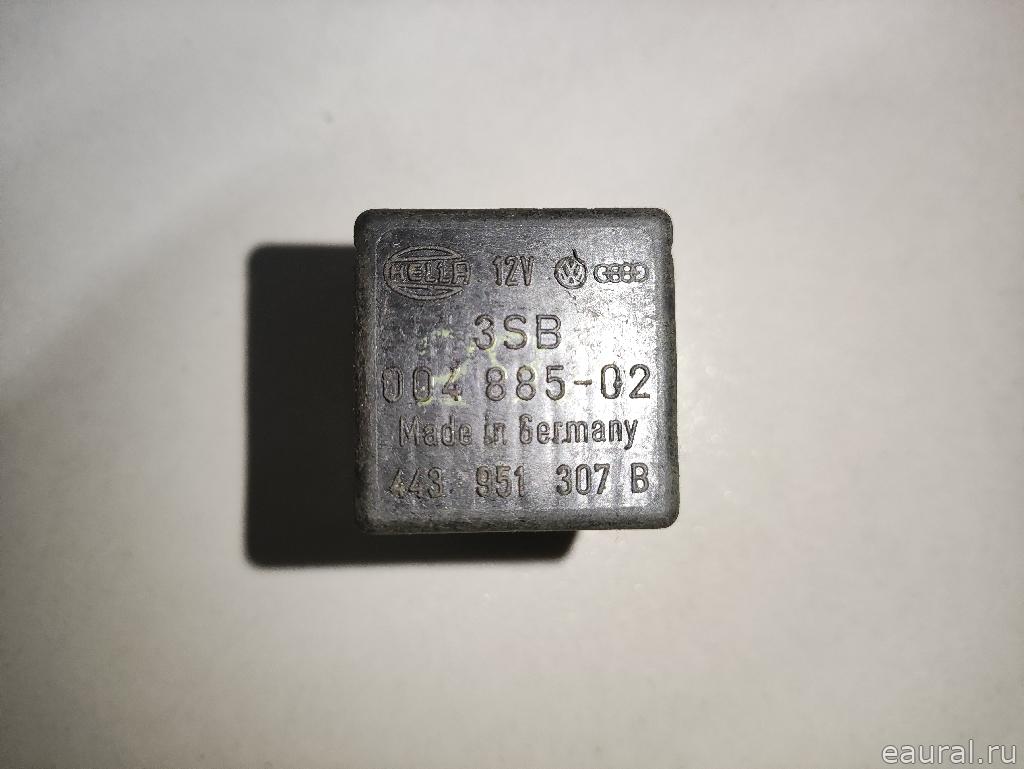 HELLA 12V VW AUDI
3SB
004 885-02
Made in Germany
443 951 307 B
eaural.ru